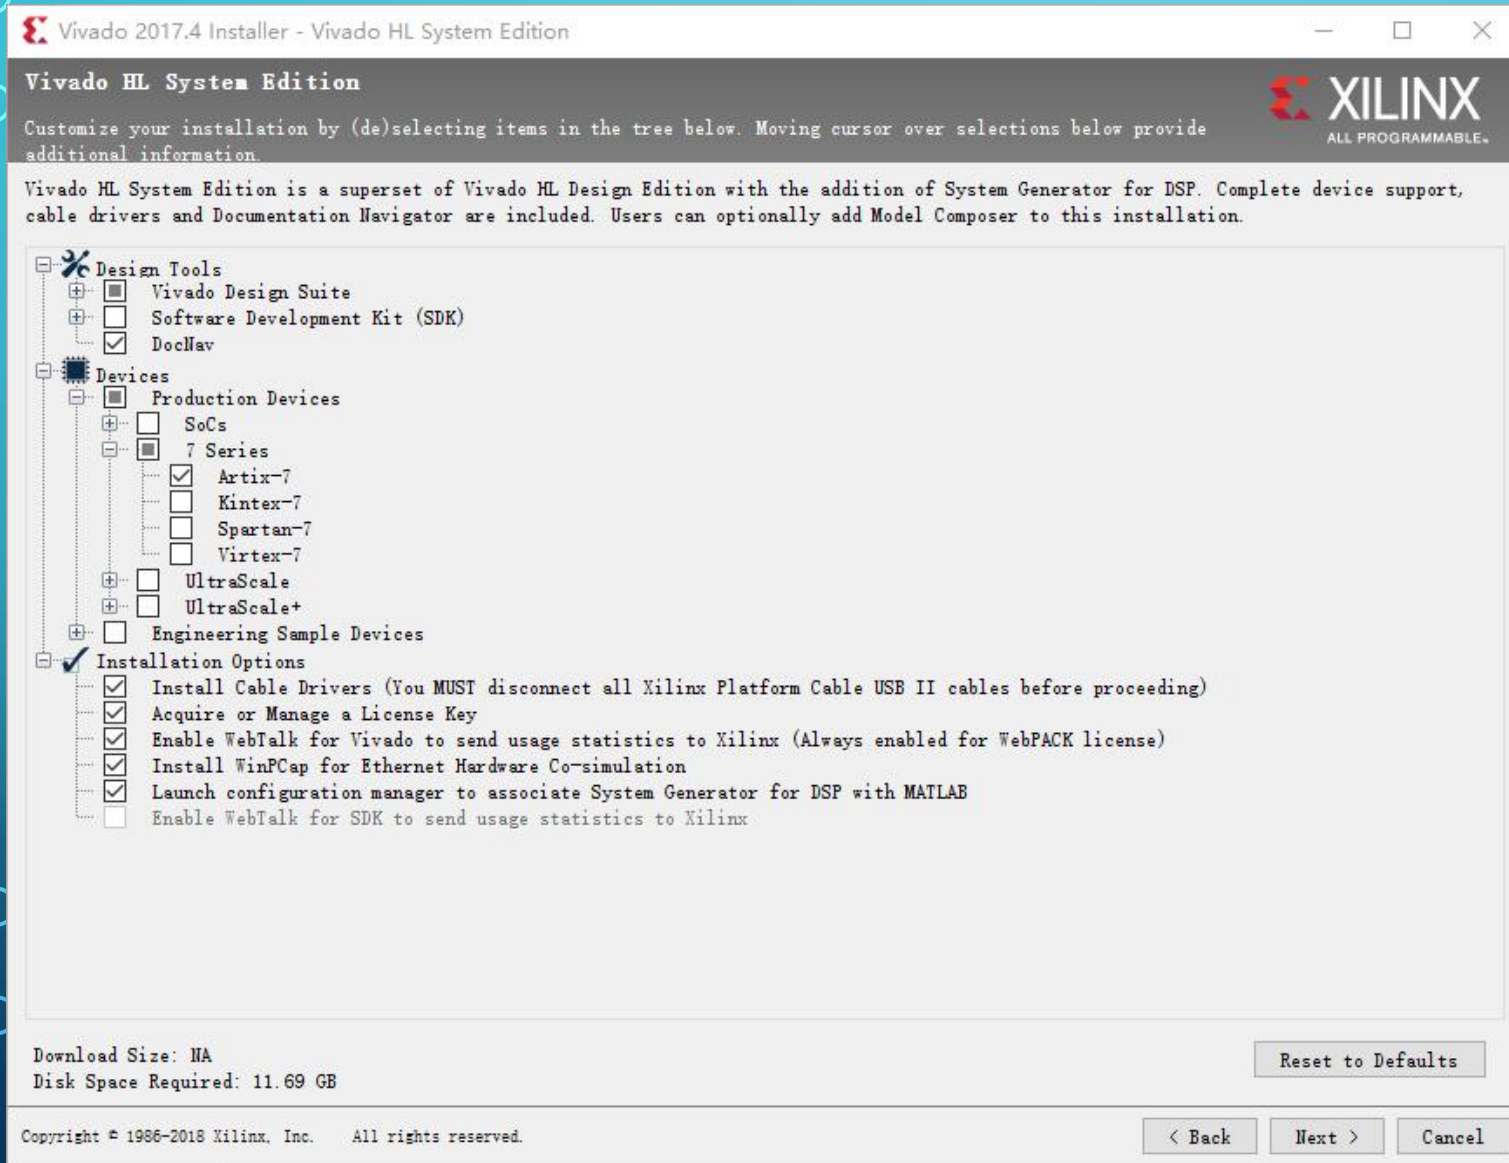 Vivado 2017.4 Installer - Vivado HL System Edition
Vivado HL System Edition
XILINX
ALL PROGRAMMABLE™
Customize your installation by (de)selecting items in the tree below. Moving cursor over selections below provide
additional information.
Vivado HL System Edition is a superset of Vivado HL Design Edition with the addition of System Generator for DSP. Complete device support,
cable drivers and Documentation Navigator are included. Users can optionally add Model Composer to this installation.
Design Tools
Vivado Design Suite
Software Development Kit (SDK)
DocNav
Devices
Production Devices
SoCs
7 Series
Artix-7
Kintex-7
Spartan-7
Virtex-7
UltraScale
UltraScale+
Engineering Sample Devices
Installation Options
Install Cable Drivers (You MUST disconnect all Xilinx Platform Cable USB II cables before proceeding)
Acquire or Manage a License Key
Enable WebTalk for Vivado to send usage statistics to Xilinx (Always enabled for WebPACK license)
Install WinPCap for Ethernet Hardware Co-simulation
Launch configuration manager to associate System Generator for DSP with MATLAB
Enable WebTalk for SDK to send usage statistics to Xilinx
Download Size: NA
Disk Space Required: 11.69 GB
Reset to Defaults
Copyright © 1986-2018 Xilinx, Inc. All rights reserved.
< Back
Next >
Cancel